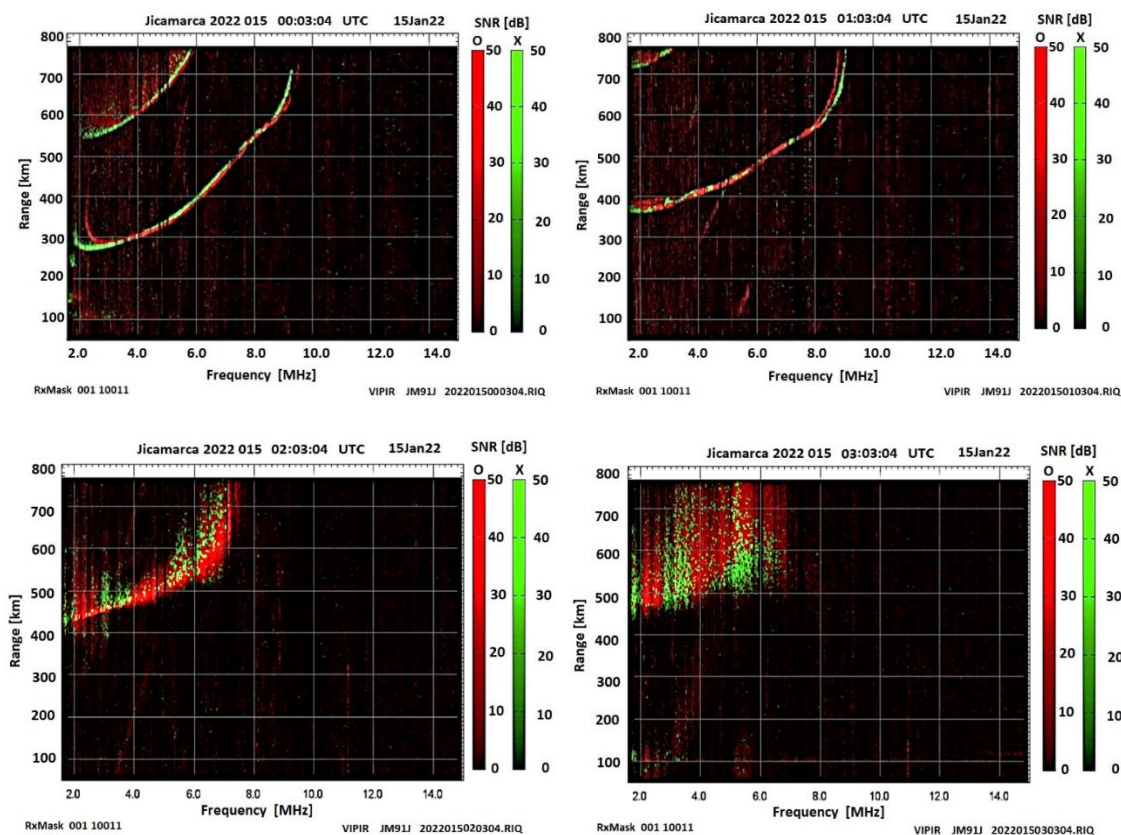 Jicamarca 2022 015 00:03:04 UTC 15Jan22
SNR [dB]
O X
800
700
600
500
400
300
200
100
Range [km]
2.0 4.0 6.0 8.0 10.0 12.0 14.0
Frequency [MHz]
50 50
40 40
30 30
20 20
10 10
0 0
RxMask 001 10011 VIPIR JM91J 2022015000304.RIQ
Jicamarca 2022 015 01:03:04 UTC 15Jan22
SNR [dB]
O X
800
700
600
500
400
300
200
100
Range [km]
2.0 4.0 6.0 8.0 10.0 12.0 14.0
Frequency [MHz]
50 50
40 40
30 30
20 20
10 10
0 0
RxMask 001 10011 VIPIR JM91J 2022015010304.RIQ
Jicamarca 2022 015 02:03:04 UTC 15Jan22
SNR [dB]
O X
800
700
600
500
400
300
200
100
Range [km]
2.0 4.0 6.0 8.0 10.0 12.0 14.0
Frequency [MHz]
50 50
40 40
30 30
20 20
10 10
0 0
RxMask 001 10011 VIPIR JM91J 2022015020304.RIQ
Jicamarca 2022 015 03:03:04 UTC 15Jan22
SNR [dB]
O X
800
700
600
500
400
300
200
100
Range [km]
2.0 4.0 6.0 8.0 10.0 12.0 14.0
Frequency [MHz]
50 50
40 40
30 30
20 20
10 10
0 0
RxMask 001 10011 VIPIR JM91J 2022015030304.RIQ